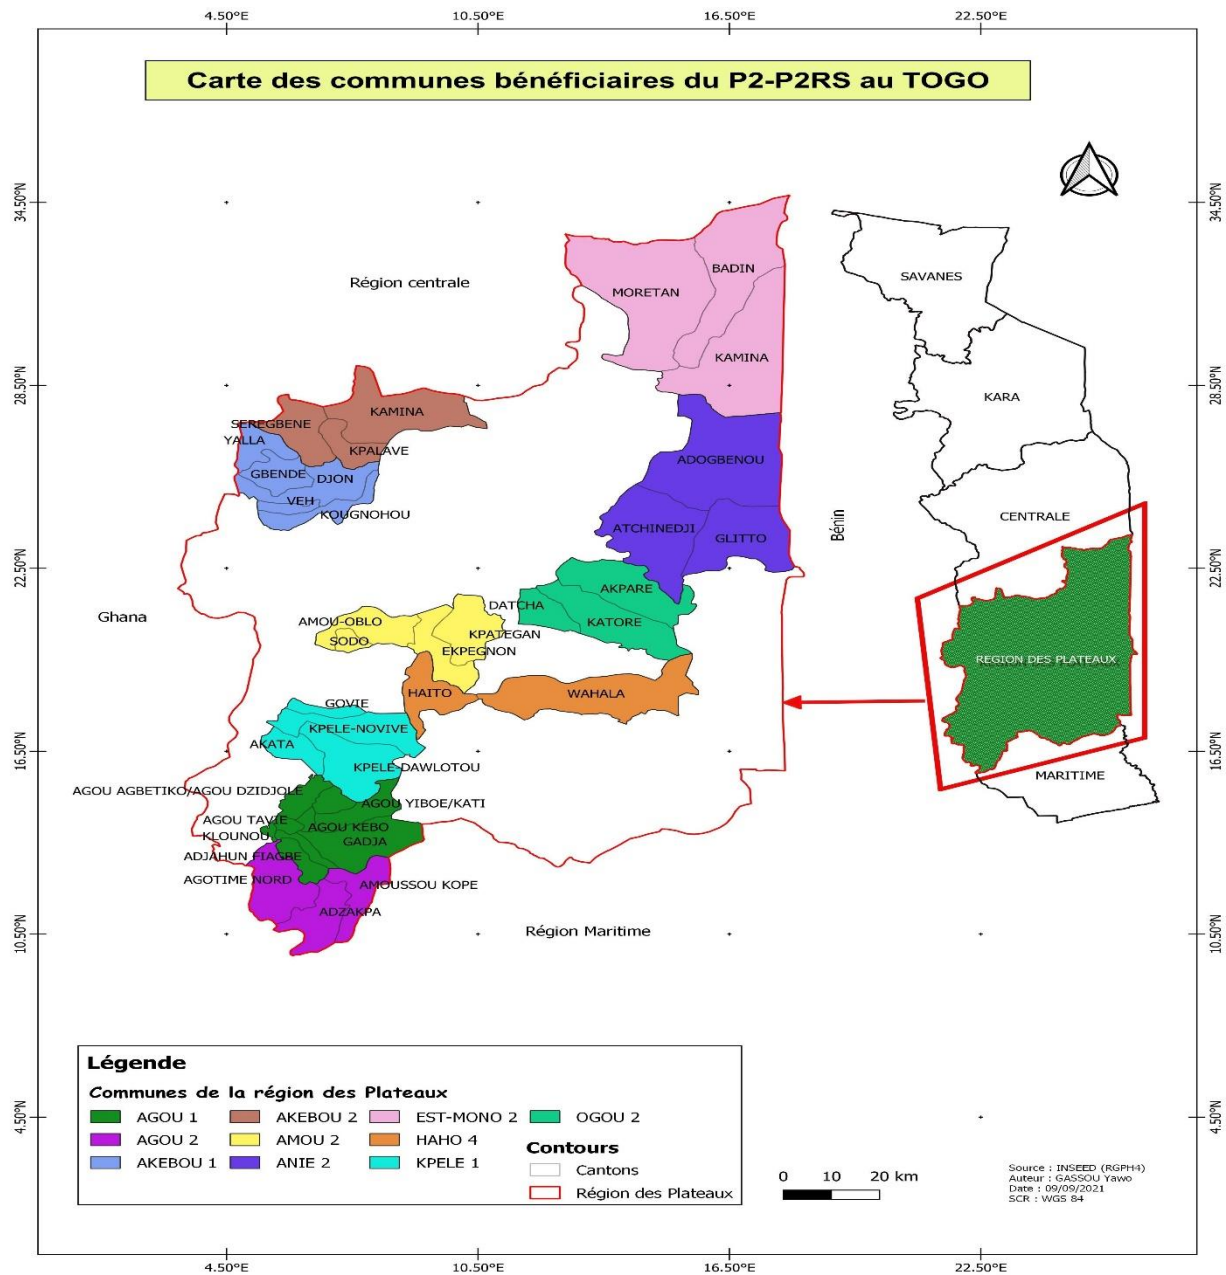 4.50°E
10.50°E
16.50°E
22.50°E
Carte des communes bénéficiaires du P2-P2RS au TOGO
34.50°N
34.50°N
SAVANES
BADIN
Région centrale
MORETAN
KAMINA
28.50°N
28.50°N
KARA
KAMINA
SEREGBENE
YALLA
KPALAVE
ADOGBENOU
GBENDE
DJON
VEH
KOUGNOHOU
CENTRALE
ATCHINEDJI
GLITTO
Bénin
22.50°N
22.50°N
AKPARE
DATCHA
Ghana
AMOU-OBLO
KATORE
SODO
KPATEGAN
EKPEGNON
REGION DES PLATEAUX
HAITO
WAHALA
GOVIE
KPELE-NOVIVE
AKATA
16.50°N
16.50°N
KPELE-DAWLOTOU
MARITIME
AGOU AGBETIKO/AGOU DZIDJOLE
AGOU YIBOE/KATI
AGOU TAVIE
AGOU KEBO
KLOUNOU
GADJA
ADJAHUN FIAGBE
AGOTIME NORD
AMOUSSOU KOPE
ADZAKPA
Région Maritime
10.50°N
10.50°N
Légende
Communes de la région des Plateaux
AGOU 1
AKEBOU 2
EST-MONO 2
OGOU 2
AGOU 2
AMOU 2
HAHO 4
AKEBOU 1
ANIE 2
KPELE 1
Contours
Cantons
Région des Plateaux
4.50°N
4.50°N
0 10 20 km
Source : INSEED (RGPH4)
Auteur : GASSOU Yawo
Date : 09/09/2021
SCR : WGS 84
4.50°E
10.50°E
16.50°E
22.50°E